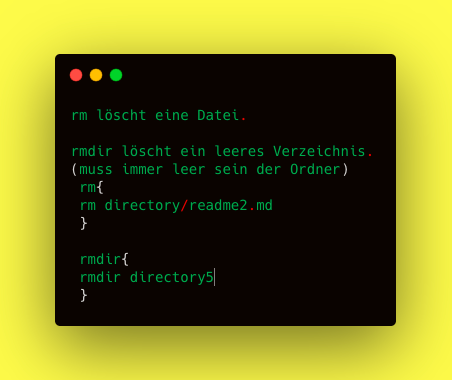 rm löscht eine Datei.
rmdir löscht ein leeres Verzeichnis.
(muss immer leer sein der Ordner)
rm{
rm directory/readme2.md
}
rmdir{
rmdir directory5
}